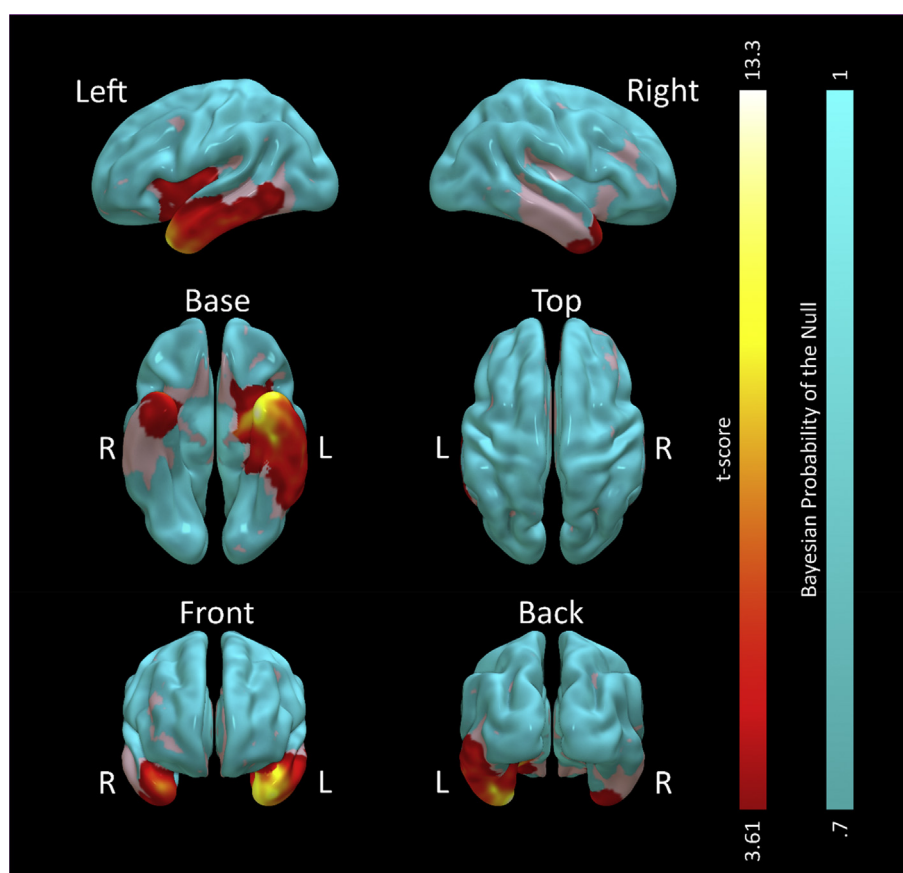 Left
Right
Base
Top
R
L
L
R
Front
Back
R
L
R
13.3
t-score
3.61
1
Bayesian Probability of the Null
.7